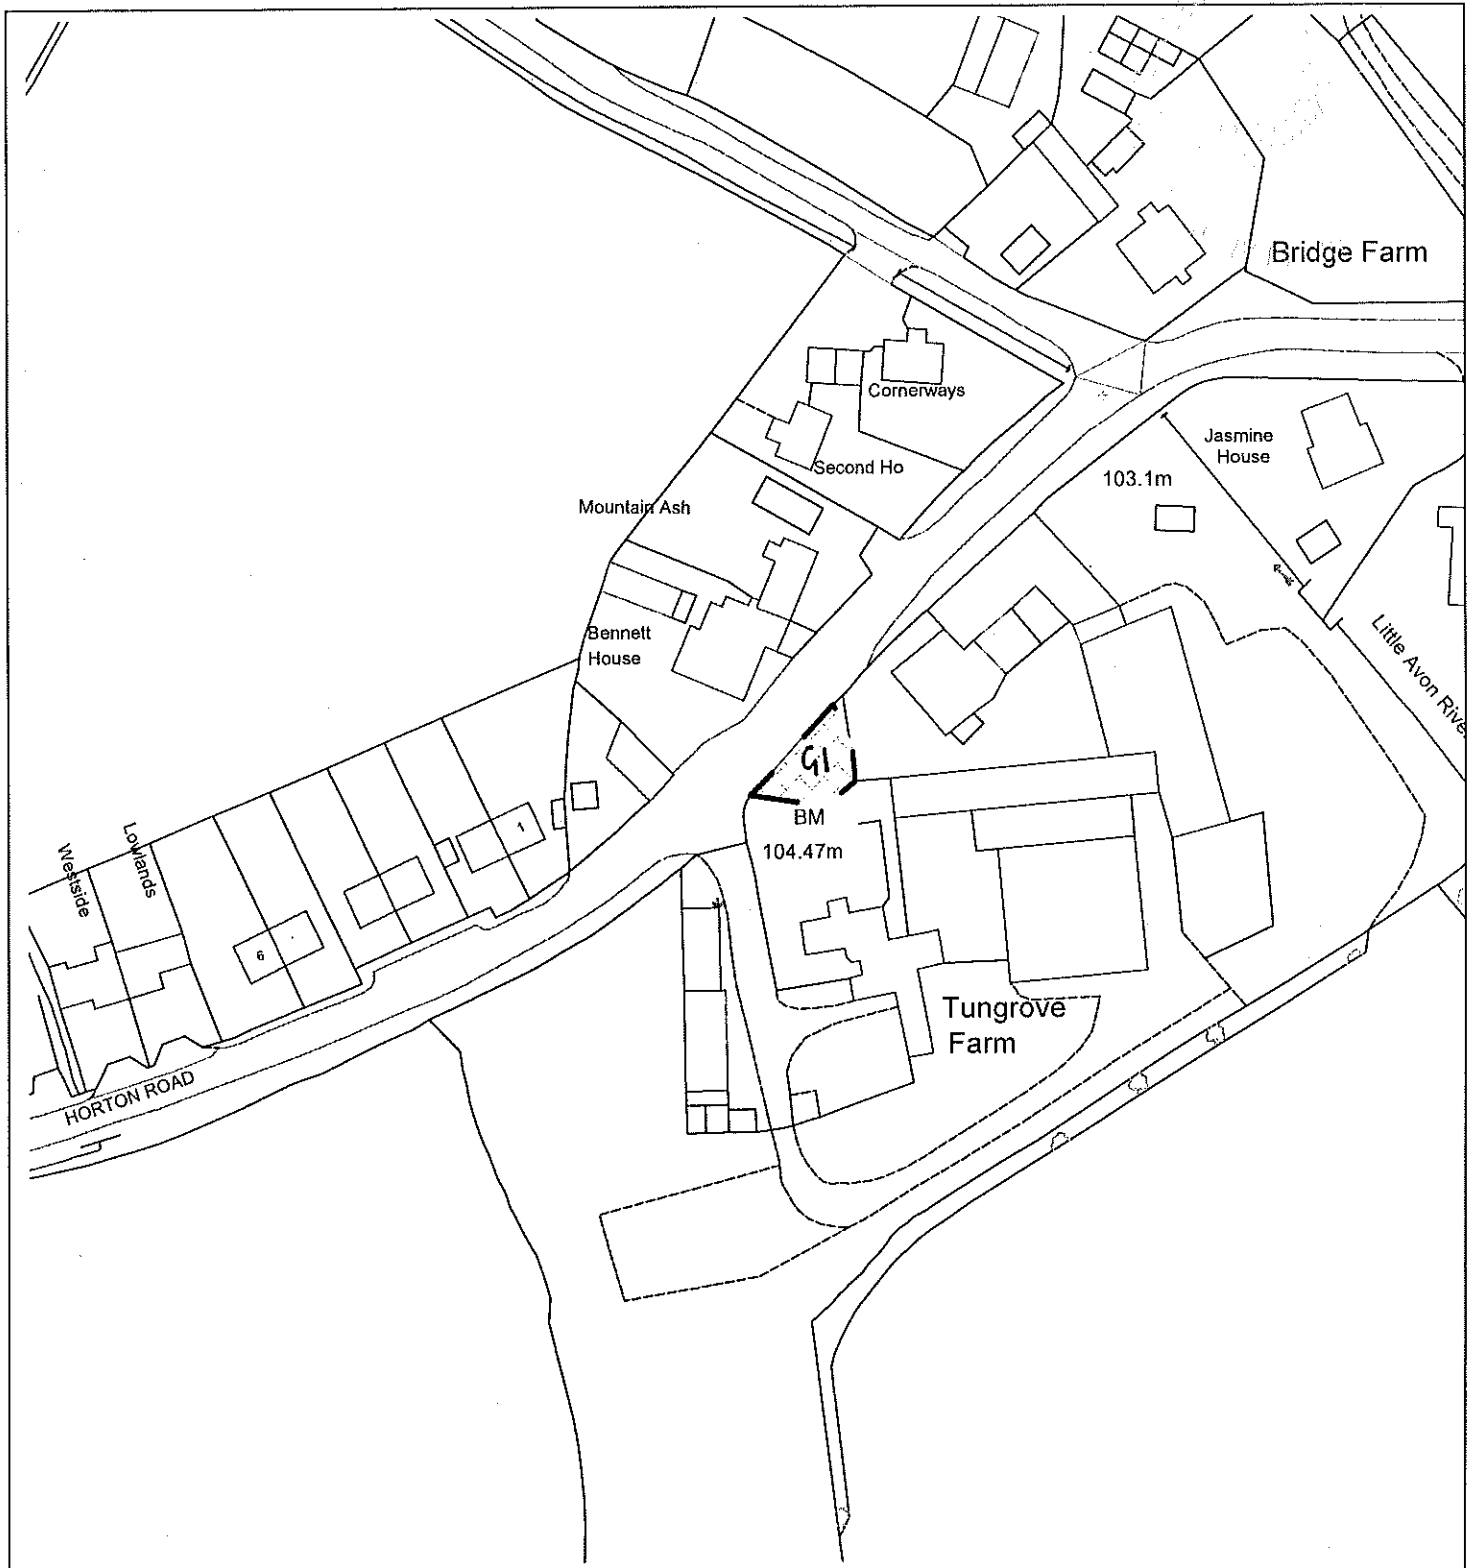 Bridge Farm
Cornerways
Jasmine
House
Second Ho
103.1m
Mountain Ash
Bennett
House
Little Avon Rive
G1
BM
1
104.47m
Lowlands
Westside
6
Tungrove
Farm
HORTON ROAD